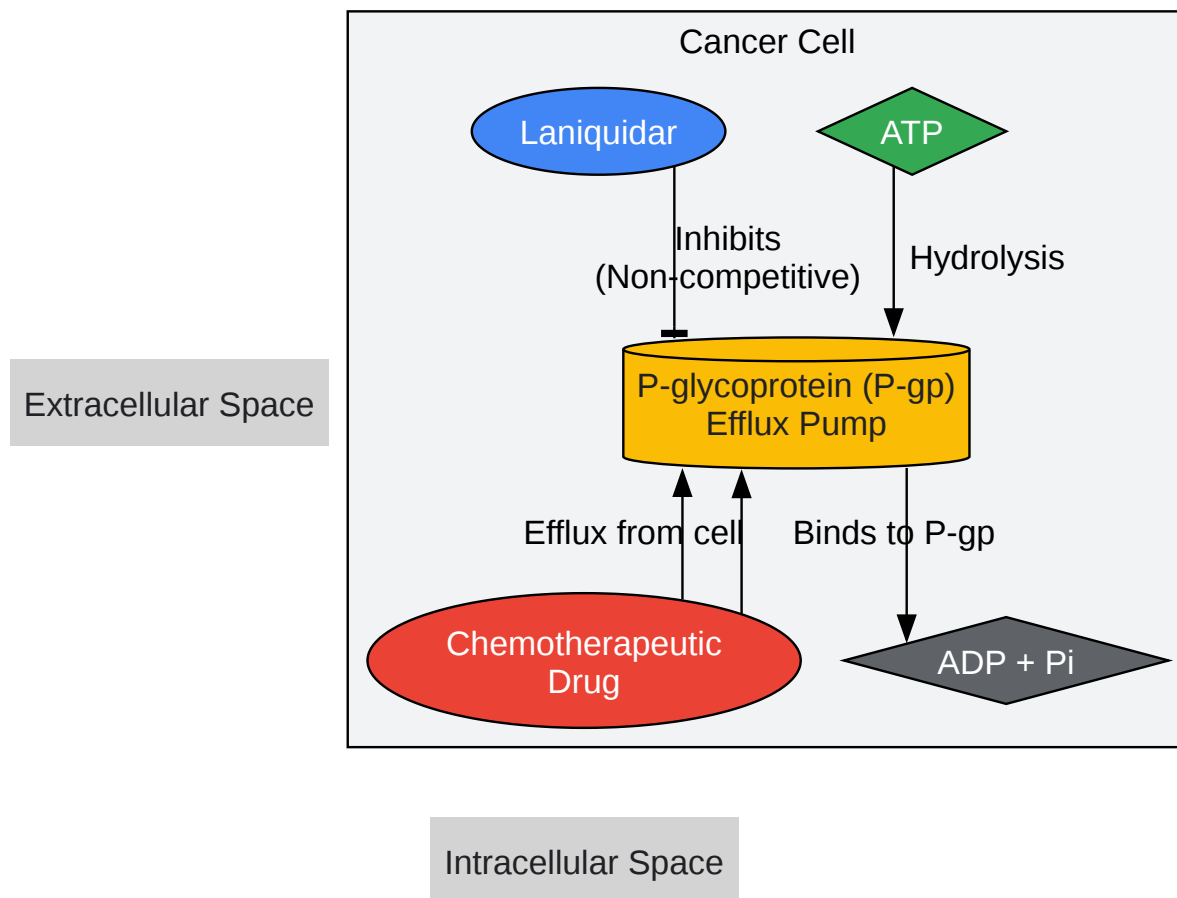 Cancer Cell
Laniquidar
ATP
Inhibits
(Non-competitive)
Hydrolysis
Extracellular Space
P-glycoprotein (P-gp)
Efflux Pump
Efflux from cell
Binds to P-gp
Chemotherapeutic
Drug
ADP + Pi
Intracellular Space